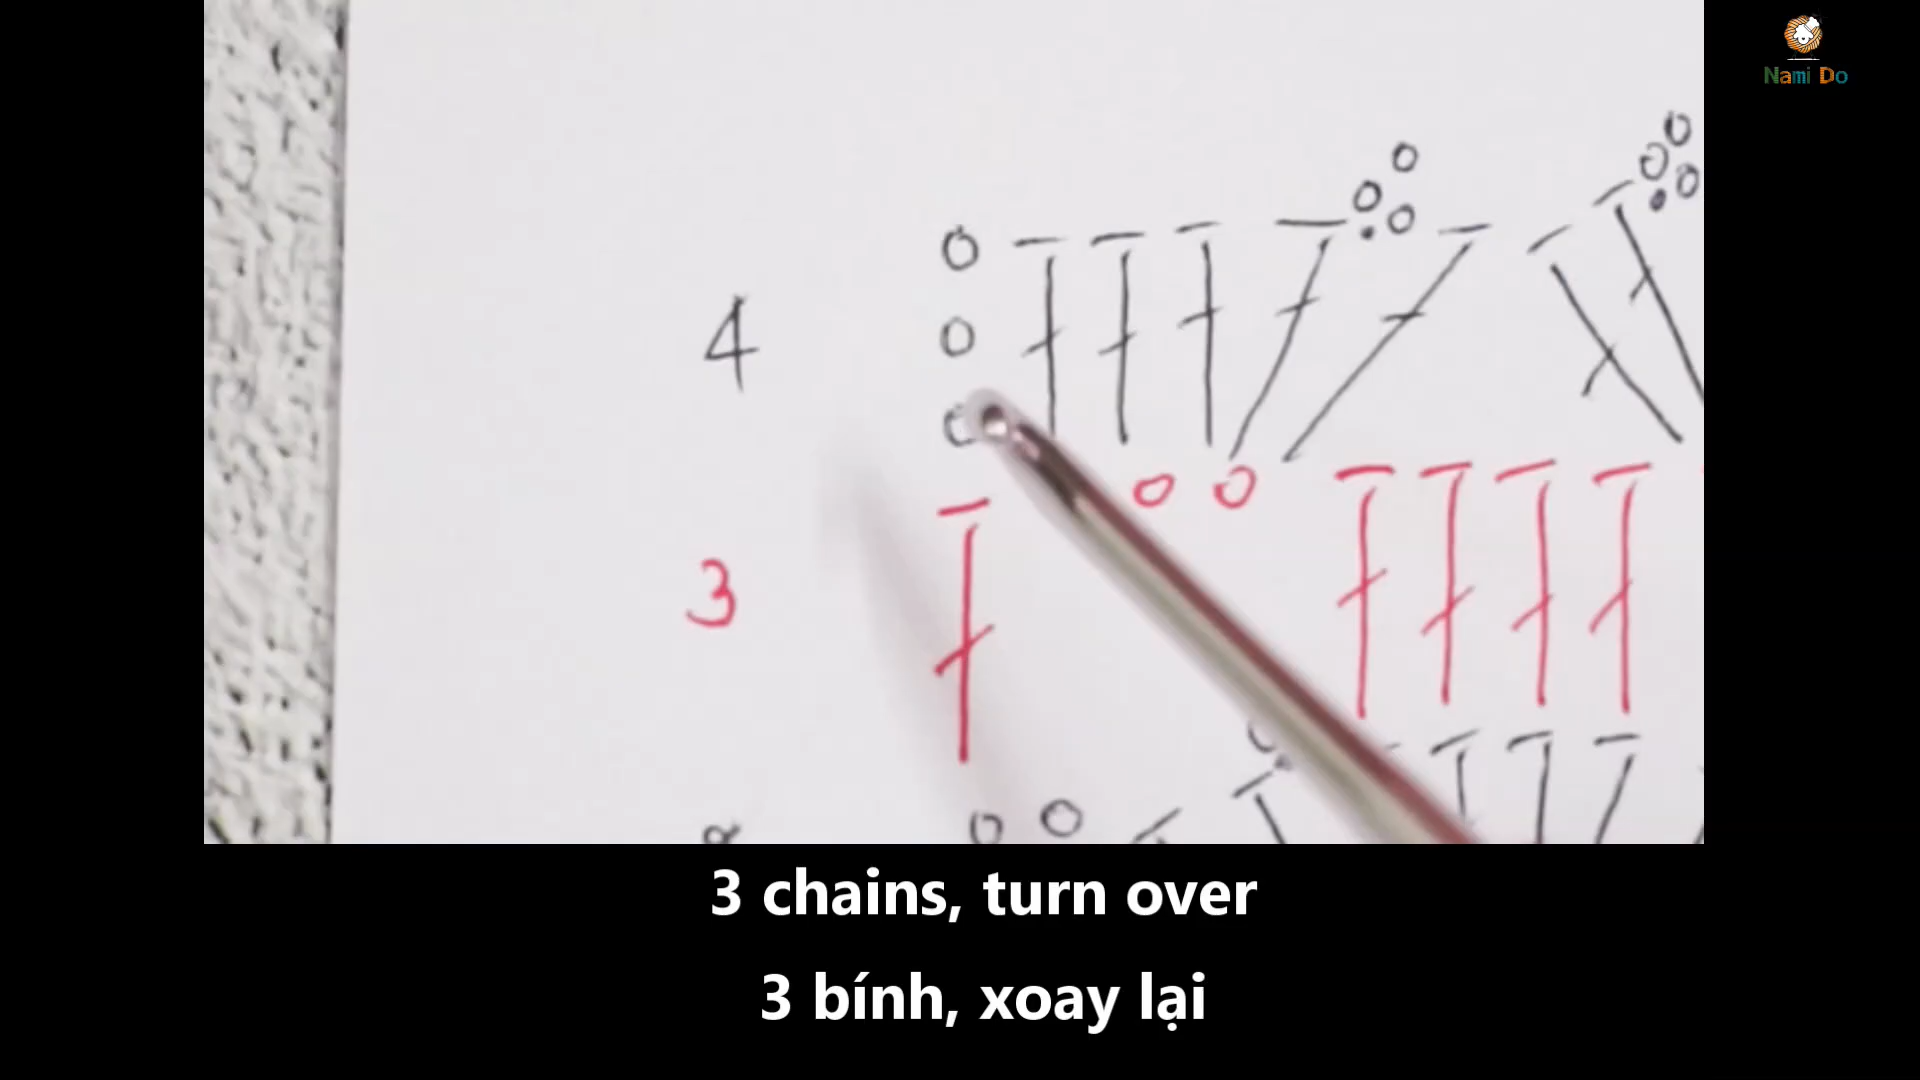 Nami Do
4
3
3 chains, turn over
3 bính, xoay lại